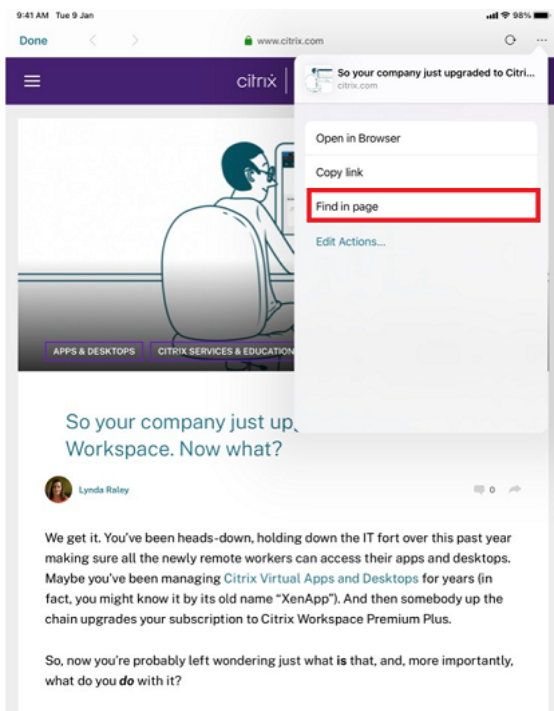 9:41 AM Tue 9 Jan
98%
Done
www.citrix.com
citrix
So your company just upgraded to Citri...
citrix.com
Open in Browser
Copy link
Find in page
Edit Actions...
APPS & DESKTOPS
CITRIX SERVICES & EDUCATION
So your company just
Workspace. Now what?
Lynda Raley
0
We get it. You've been heads-down, holding down the IT fort over this past year
making sure all the newly remote workers can access their apps and desktops.
Maybe you've been managing Citrix Virtual Apps and Desktops for years (in
fact, you might know it by its old name “XenApp”). And then somebody up the
chain upgrades your subscription to Citrix Workspace Premium Plus.
So, now you're probably left wondering just what is that, and, more importantly,
what do you do with it?